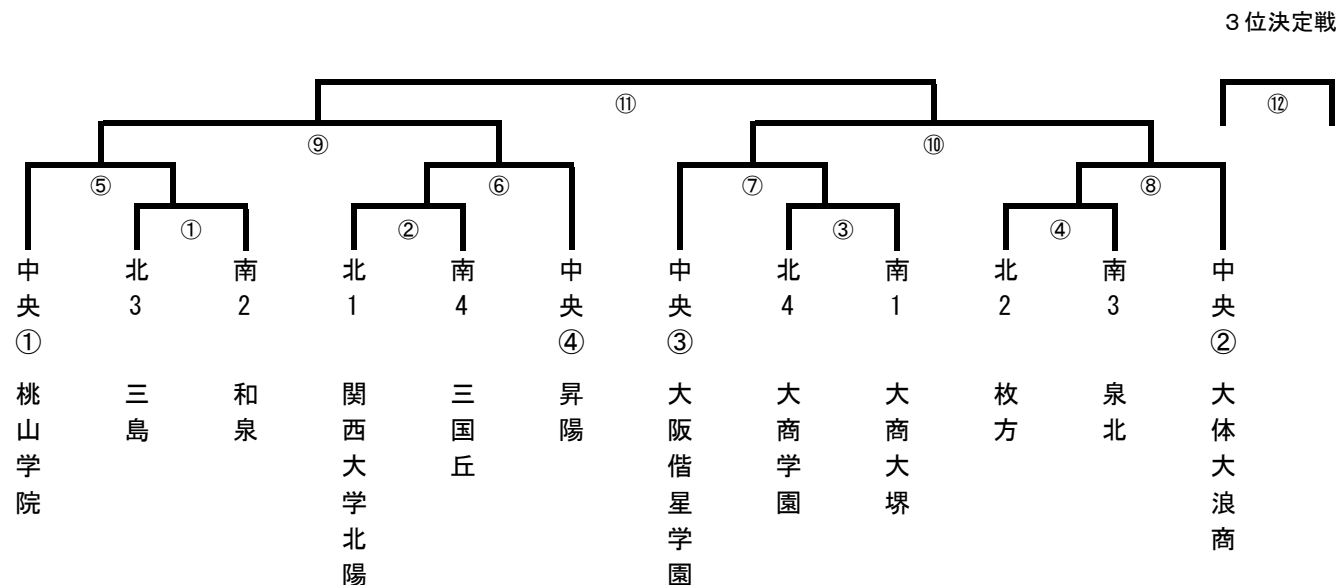 3位決定戦
⑪
⑫
⑨
⑩
⑤
⑥
⑦
⑧
①
②
③
④
中央① 桃山学院
北3 三島
南2 和泉
北1 関西大学北陽
南4 三国丘
中央④ 昇陽
中央③ 大阪偕星学園
北4 大商学園
南1 大商大堺
北2 枚方
南3 泉北
中央② 大体大浪商